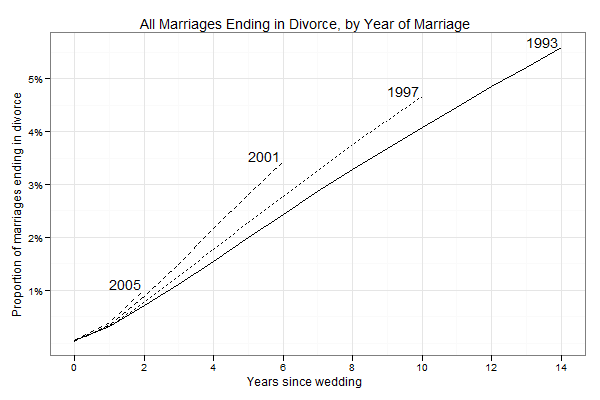 All Marriages Ending in Divorce, by Year of Marriage
1993
5%
1997
4%
2001
3%
2%
2005
1%
Proportion of marriages ending in divorce
0 2 4 6 8 10 12 14
Years since wedding